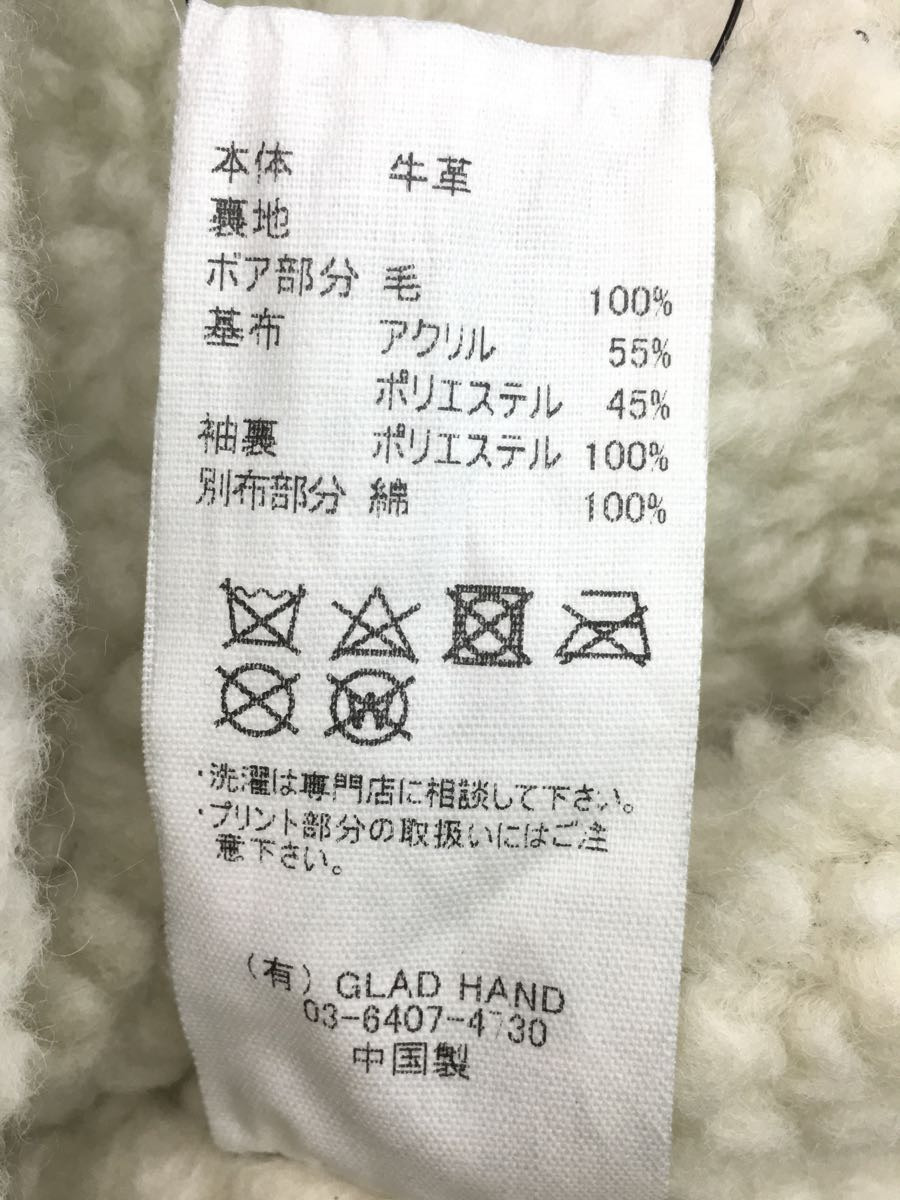 本体 牛革
裏地
ボア部分 毛 100%
基布 アクリル 55%
ポリエステル 45%
袖裏 ポリエステル 100%
別布部分 綿 100%
・洗濯は専門店に相談して下さい。
・プリント部分の取扱いにはご注
意下さい。
(有) GLAD HAND
03-6407-4730
中国製